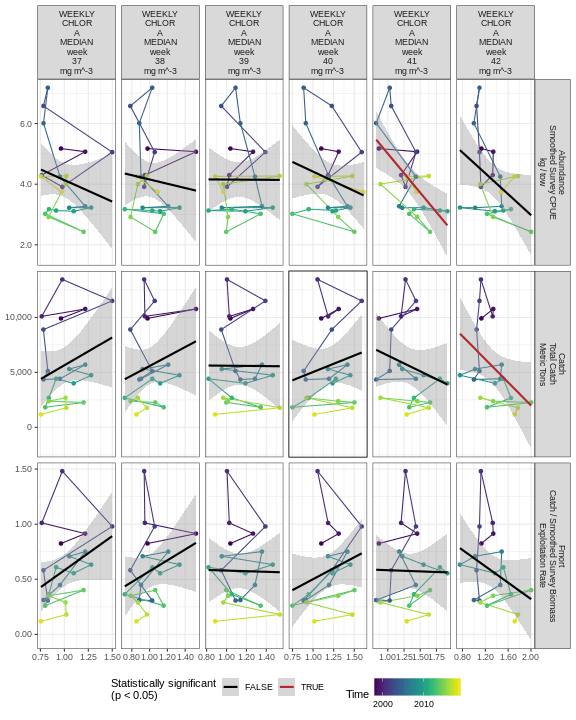 WEEKLY
CHLOR
A
MEDIAN
week
37
mg m^-3
WEEKLY
CHLOR
A
MEDIAN
week
38
mg m^-3
WEEKLY
CHLOR
A
MEDIAN
week
39
mg m^-3
WEEKLY
CHLOR
A
MEDIAN
week
40
mg m^-3
WEEKLY
CHLOR
A
MEDIAN
week
41
mg m^-3
WEEKLY
CHLOR
A
MEDIAN
week
42
mg m^-3
6.0
4.0
2.0
Abundance
Smoothed Survey CPUE
kg / tow
10,000
5,000
0
Catch
Total Catch
Metric Tons
1.50
1.00
0.50
0.00
Fmort
Catch / Smoothed Survey Biomass
Exploitation Rate
0.75 1.00 1.25 1.50
0.80 1.00 1.20 1.40
0.80 1.00 1.20 1.40
0.75 1.00 1.25 1.50
1.00 1.25 1.50 1.75
0.80 1.20 1.60 2.00
Statistically significant
(p < 0.05)
FALSE
TRUE
Time
2000 2010